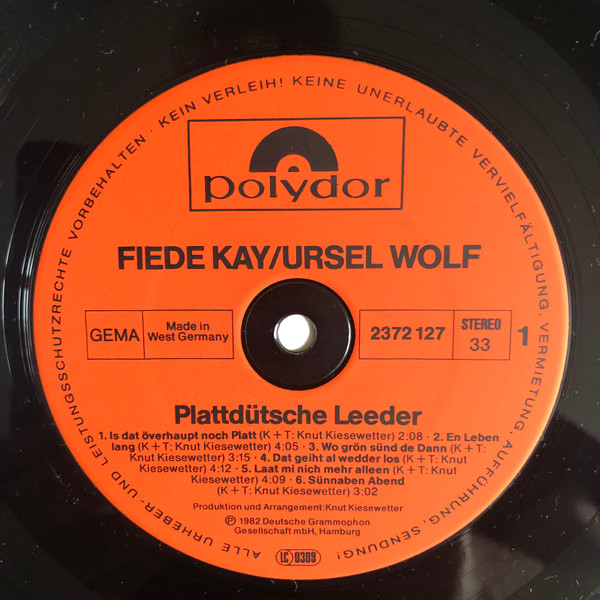 ALLE URHEBER- UND LEISTUNGSSCHUTZRECHTE VORBEHALTEN · KEIN VERLEIH! KEINE UNERLAUBTE VERVIELFÄLTIGUNG, VERMIETUNG, AUFFÜHRUNG, SENDUNG!
polydor
FIEDE KAY/URSEL WOLF
GEMA
Made in
West Germany
2372 127
STEREO
33
1
Plattdütsche Leeder
1. Is dat överhaupt noch Platt (K + T: Knut Kiesewetter) 2:08 · 2. En Leben
lang (K + T: Knut Kiesewetter) 4:05 · 3. Wo grön sünd de Dann (K + T: Knut
Kiesewetter) 3:15 · 4. Dat geiht al wedder los (K + T: Knut
Kiesewetter) 4:12 · 5. Laat mi nich mehr alleen (K + T: Knut
Kiesewetter) 4:09 · 6. Sünnaben Abend
(K + T: Knut Kiesewetter) 3:02
Produktion und Arrangement: Knut Kiesewetter
℗ 1982 Deutsche Grammophon
Gesellschaft mbH, Hamburg
LC 0309